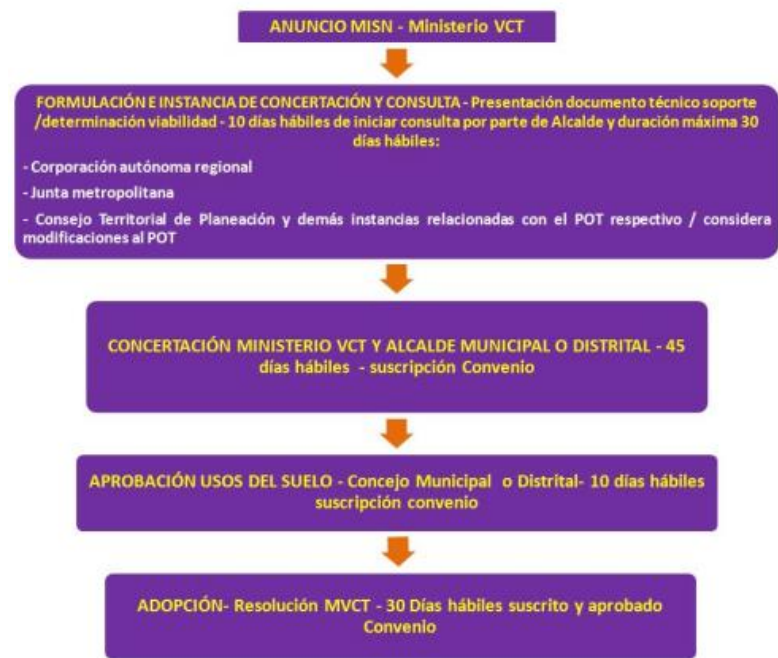 ANUNCIO MISN - Ministerio VCT
FORMULACIÓN E INSTANCIA DE CONCERTACIÓN Y CONSULTA - Presentación documento técnico soporte
/determinación viabilidad - 10 días hábiles de iniciar consulta por parte de Alcalde y duración máxima 30
días hábiles:
- Corporación autónoma regional
- Junta metropolitana
- Consejo Territorial de Planeación y demás instancias relacionadas con el POT respectivo / considera
modificaciones al POT
CONCERTACIÓN MINISTERIO VCT Y ALCALDE MUNICIPAL O DISTRITAL - 45
días hábiles - suscripción Convenio
APROBACIÓN USOS DEL SUELO - Concejo Municipal o Distrital- 10 días hábiles
suscripción convenio
ADOPCIÓN- Resolución MVCT - 30 Días hábiles suscrito y aprobado
Convenio